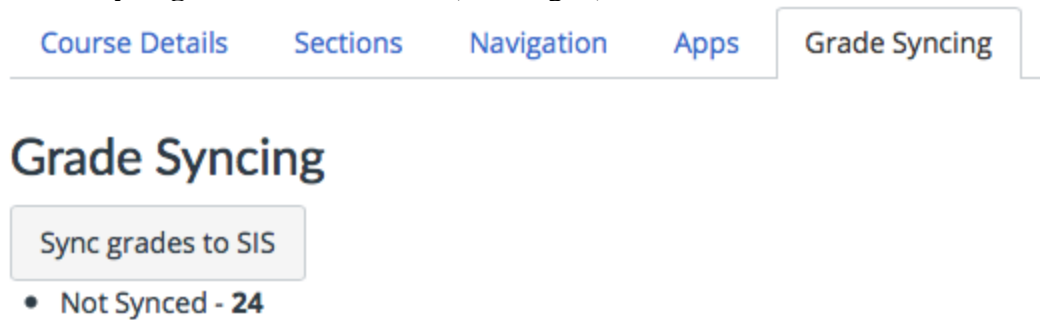 Course Details Sections Navigation Apps Grade Syncing
Grade Syncing
Sync grades to SIS
• Not Synced - 24